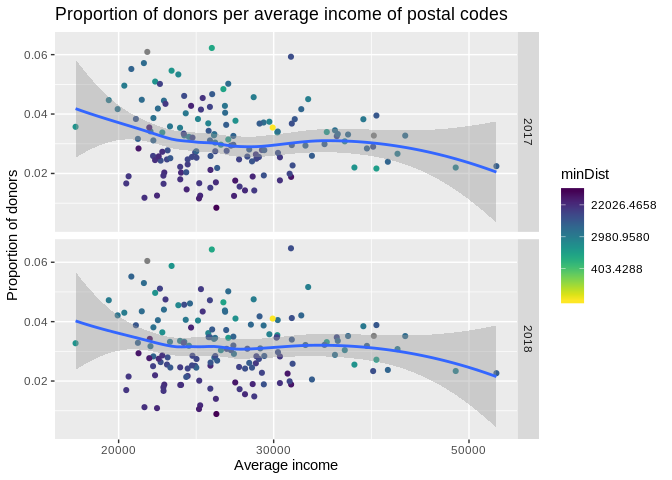 Proportion of donors per average income of postal codes
0.06
0.04
0.02
2017
0.06
0.04
0.02
2018
Proportion of donors
20000 30000 50000
Average income
minDist
22026.4658
2980.9580
403.4288